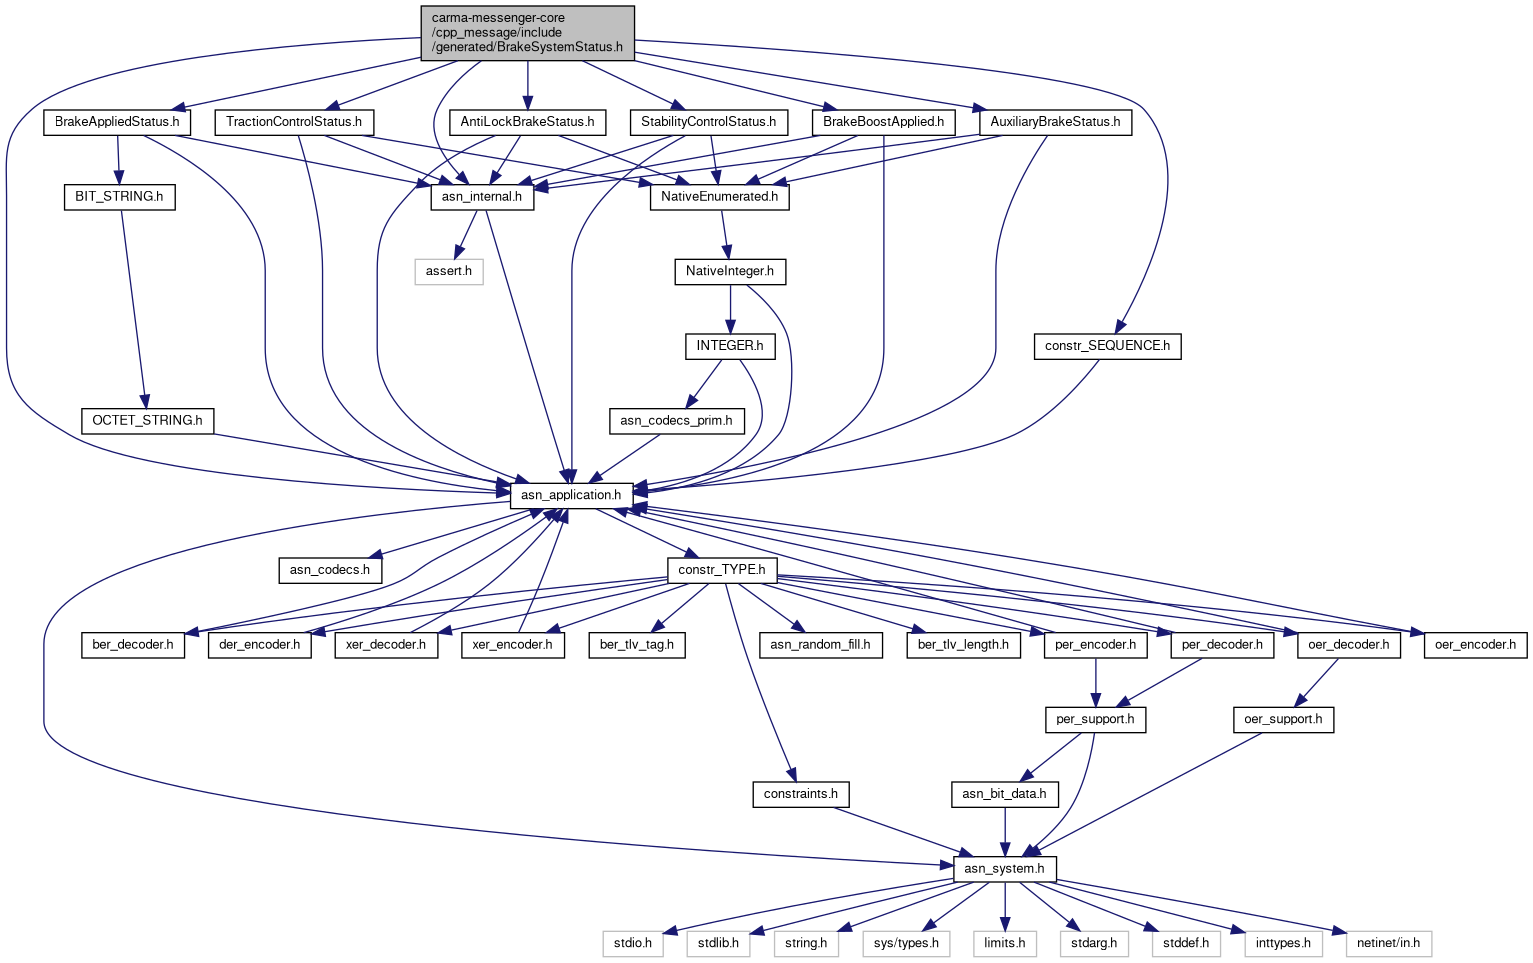 carma-messenger-core
/cpp_message/include
/generated/BrakeSystemStatus.h
BrakeAppliedStatus.h
TractionControlStatus.h
AntiLockBrakeStatus.h
StabilityControlStatus.h
BrakeBoostApplied.h
AuxiliaryBrakeStatus.h
BIT_STRING.h
asn_internal.h
NativeEnumerated.h
assert.h
NativeInteger.h
INTEGER.h
constr_SEQUENCE.h
OCTET_STRING.h
asn_codecs_prim.h
asn_application.h
asn_codecs.h
constr_TYPE.h
ber_decoder.h
der_encoder.h
xer_decoder.h
xer_encoder.h
ber_tlv_tag.h
asn_random_fill.h
ber_tlv_length.h
per_encoder.h
per_decoder.h
oer_decoder.h
oer_encoder.h
per_support.h
oer_support.h
constraints.h
asn_bit_data.h
asn_system.h
stdio.h
stdlib.h
string.h
sys/types.h
limits.h
stdarg.h
stddef.h
inttypes.h
netinet/in.h